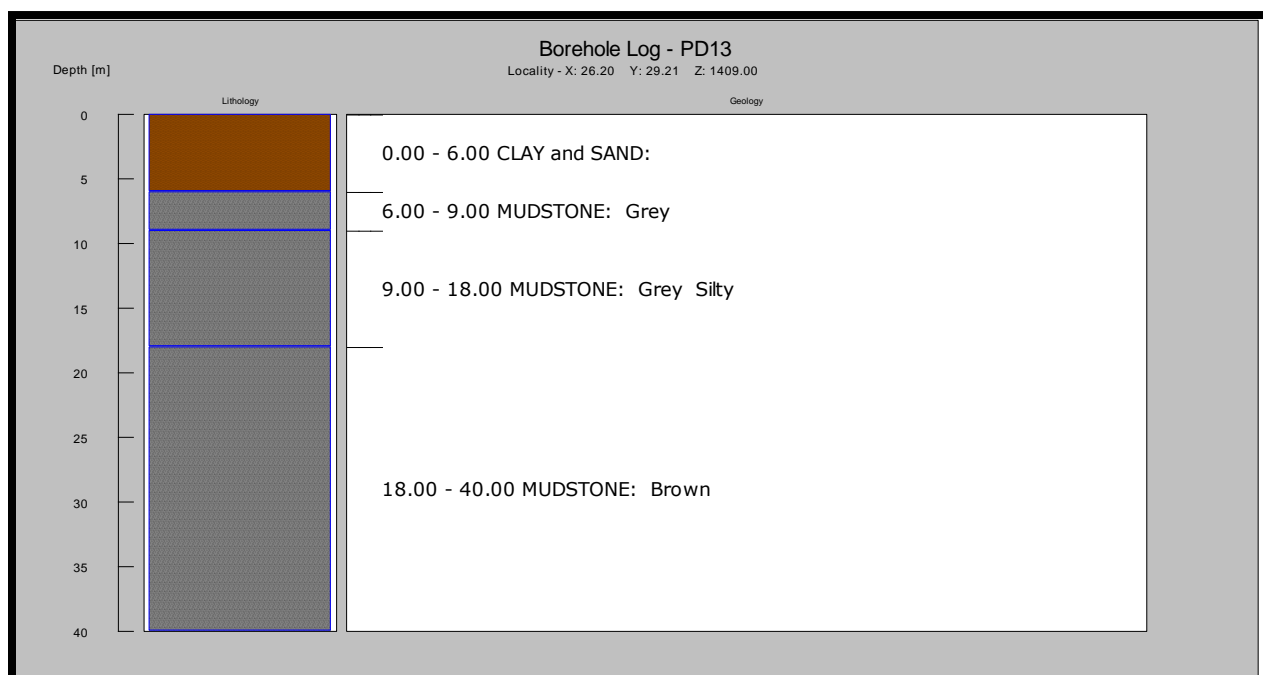 Borehole Log - PD13
Depth [m]
Locality - X: 26.20 Y: 29.21 Z: 1409.00
Lithology
Geology
0
0.00 - 6.00 CLAY and SAND:
5
6.00 - 9.00 MUDSTONE: Grey
10
9.00 - 18.00 MUDSTONE: Grey Silty
15
20
25
18.00 - 40.00 MUDSTONE: Brown
30
35
40